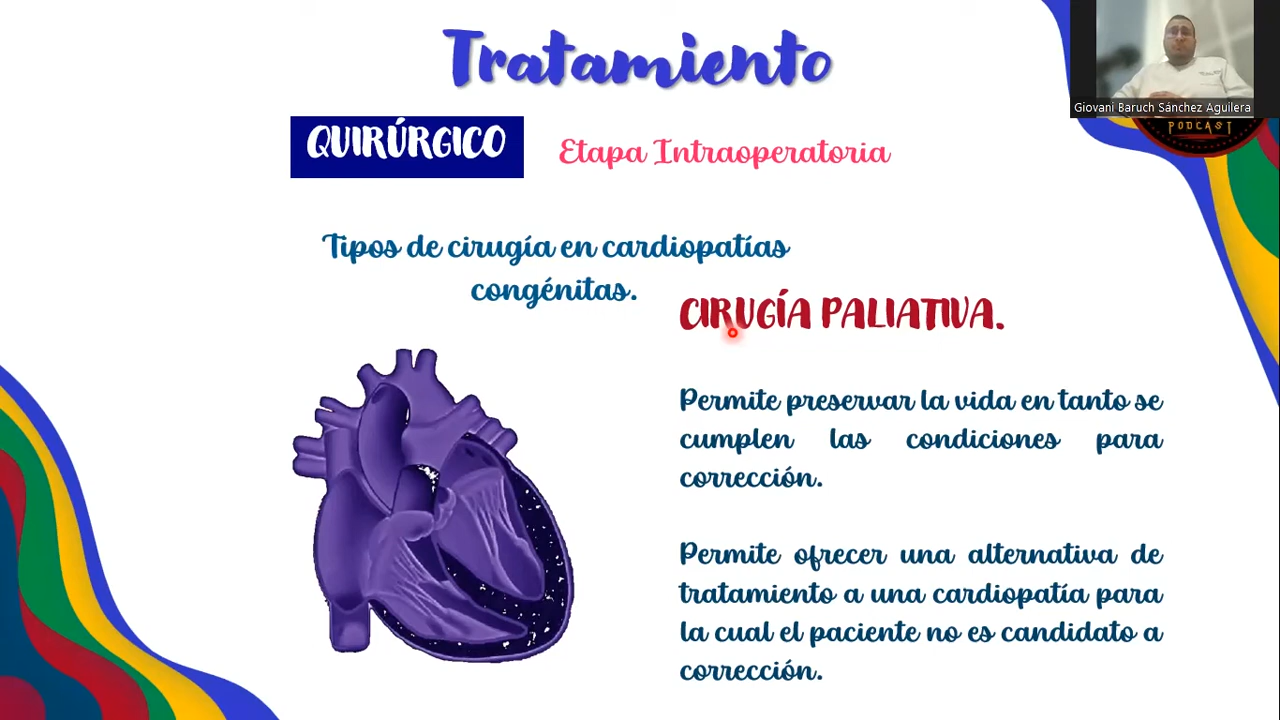 Tratamiento
Giovani Baruch Sánchez Aguilera
PODCAST
QUIRÚRGICO
Etapa Intraoperatoria
Tipos de cirugía en cardiopatías
congénitas.
CIRUGÍA PALIATIVA.
Permite preservar la vida en tanto se
cumplen las condiciones para
corrección.
Permite ofrecer una alternativa de
tratamiento a una cardiopatía para
la cual el paciente no es candidato a
corrección.